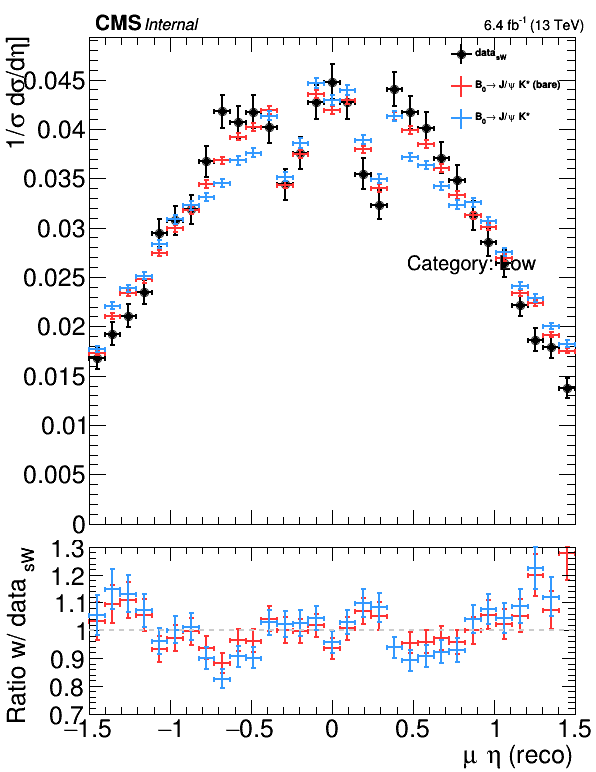 CMS Internal 6.4 fb⁻¹ (13 TeV)
1/σ dσ/dη]
0.045
0.04
0.035
0.03
0.025
0.02
0.015
0.01
0.005
0
data sW
B₀→ J/ψ K* (bare)
B₀→ J/ψ K*
Category: Low
Ratio w/ data sW
1.3
1.2
1.1
1
0.9
0.8
0.7
−1.5 −1 −0.5 0 0.5 1 1.5
μ η (reco)